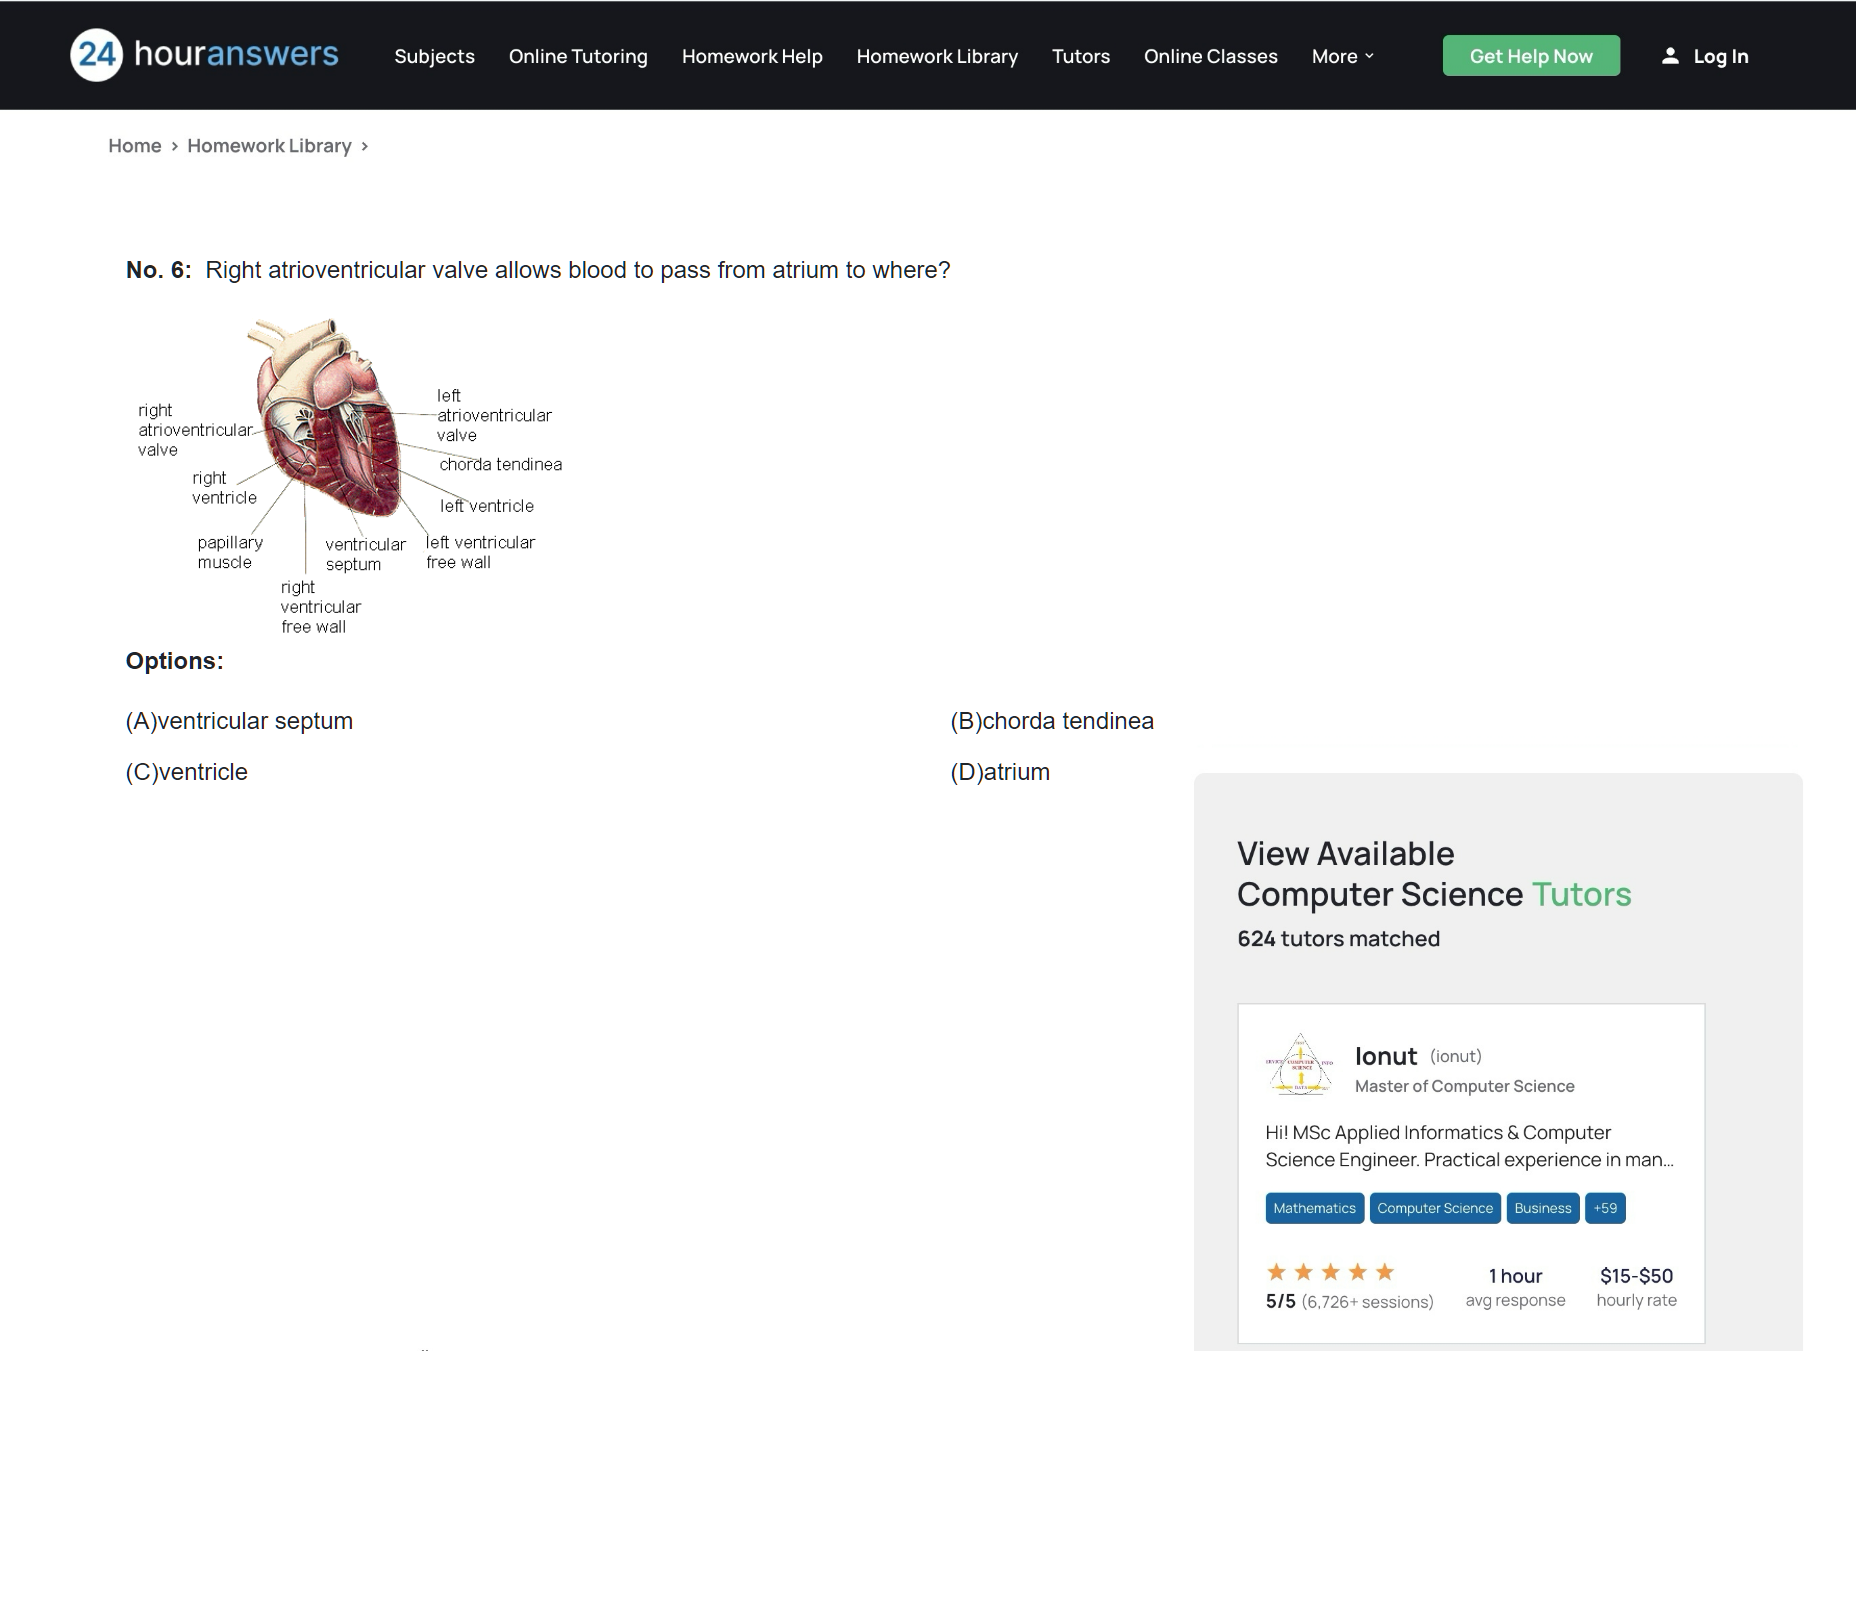 24 houranswers Subjects Online Tutoring Homework Help Homework Library Tutors Online Classes More Get Help Now Log In
Home › Homework Library ›
No. 6: Right atrioventricular valve allows blood to pass from atrium to where?
right
atrioventricular
valve
right
ventricle
papillary
muscle
right
ventricular
free wall
ventricular
septum
left
atrioventricular
valve
chorda tendinea
left ventricle
left ventricular
free wall
Options:
(A)ventricular septum (B)chorda tendinea
(C)ventricle (D)atrium
View Available
Computer Science Tutors
624 tutors matched
COMPUTER
SCIENCE
DATA
Ionut (ionut)
Master of Computer Science
Hi! MSc Applied Informatics & Computer
Science Engineer. Practical experience in man...
Mathematics Computer Science Business +59
5/5 (6,726+ sessions)
1 hour
avg response
$15-$50
hourly rate